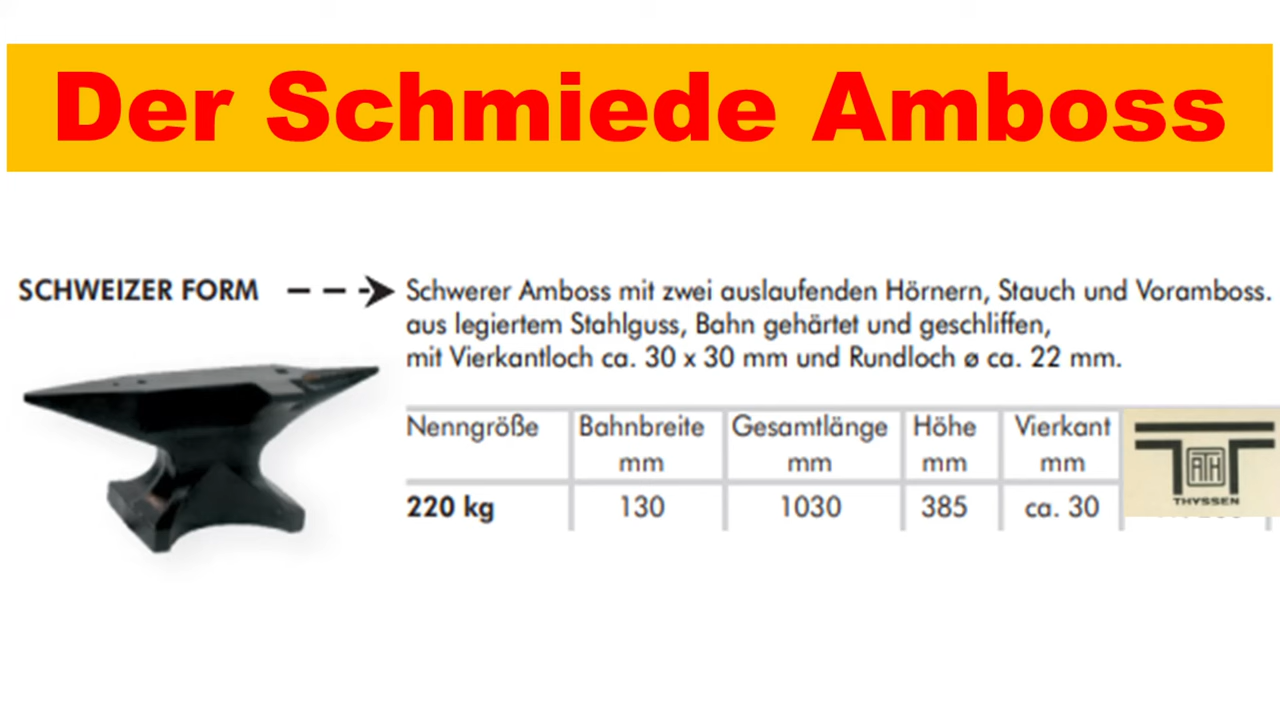 Der Schmiede Amboss
SCHWEIZER FORM
Schwerer Amboss mit zwei auslaufenden Hörnern, Stauch und Voramboss.
aus legiertem Stahlguss, Bahn gehärtet und geschliffen,
mit Vierkantloch ca. 30 x 30 mm und Rundloch ø ca. 22 mm.
Nenngröße Bahnbreite Gesamtlänge Höhe Vierkant
mm mm mm mm
220 kg 130 1030 385 ca. 30
ATH
THYSSEN